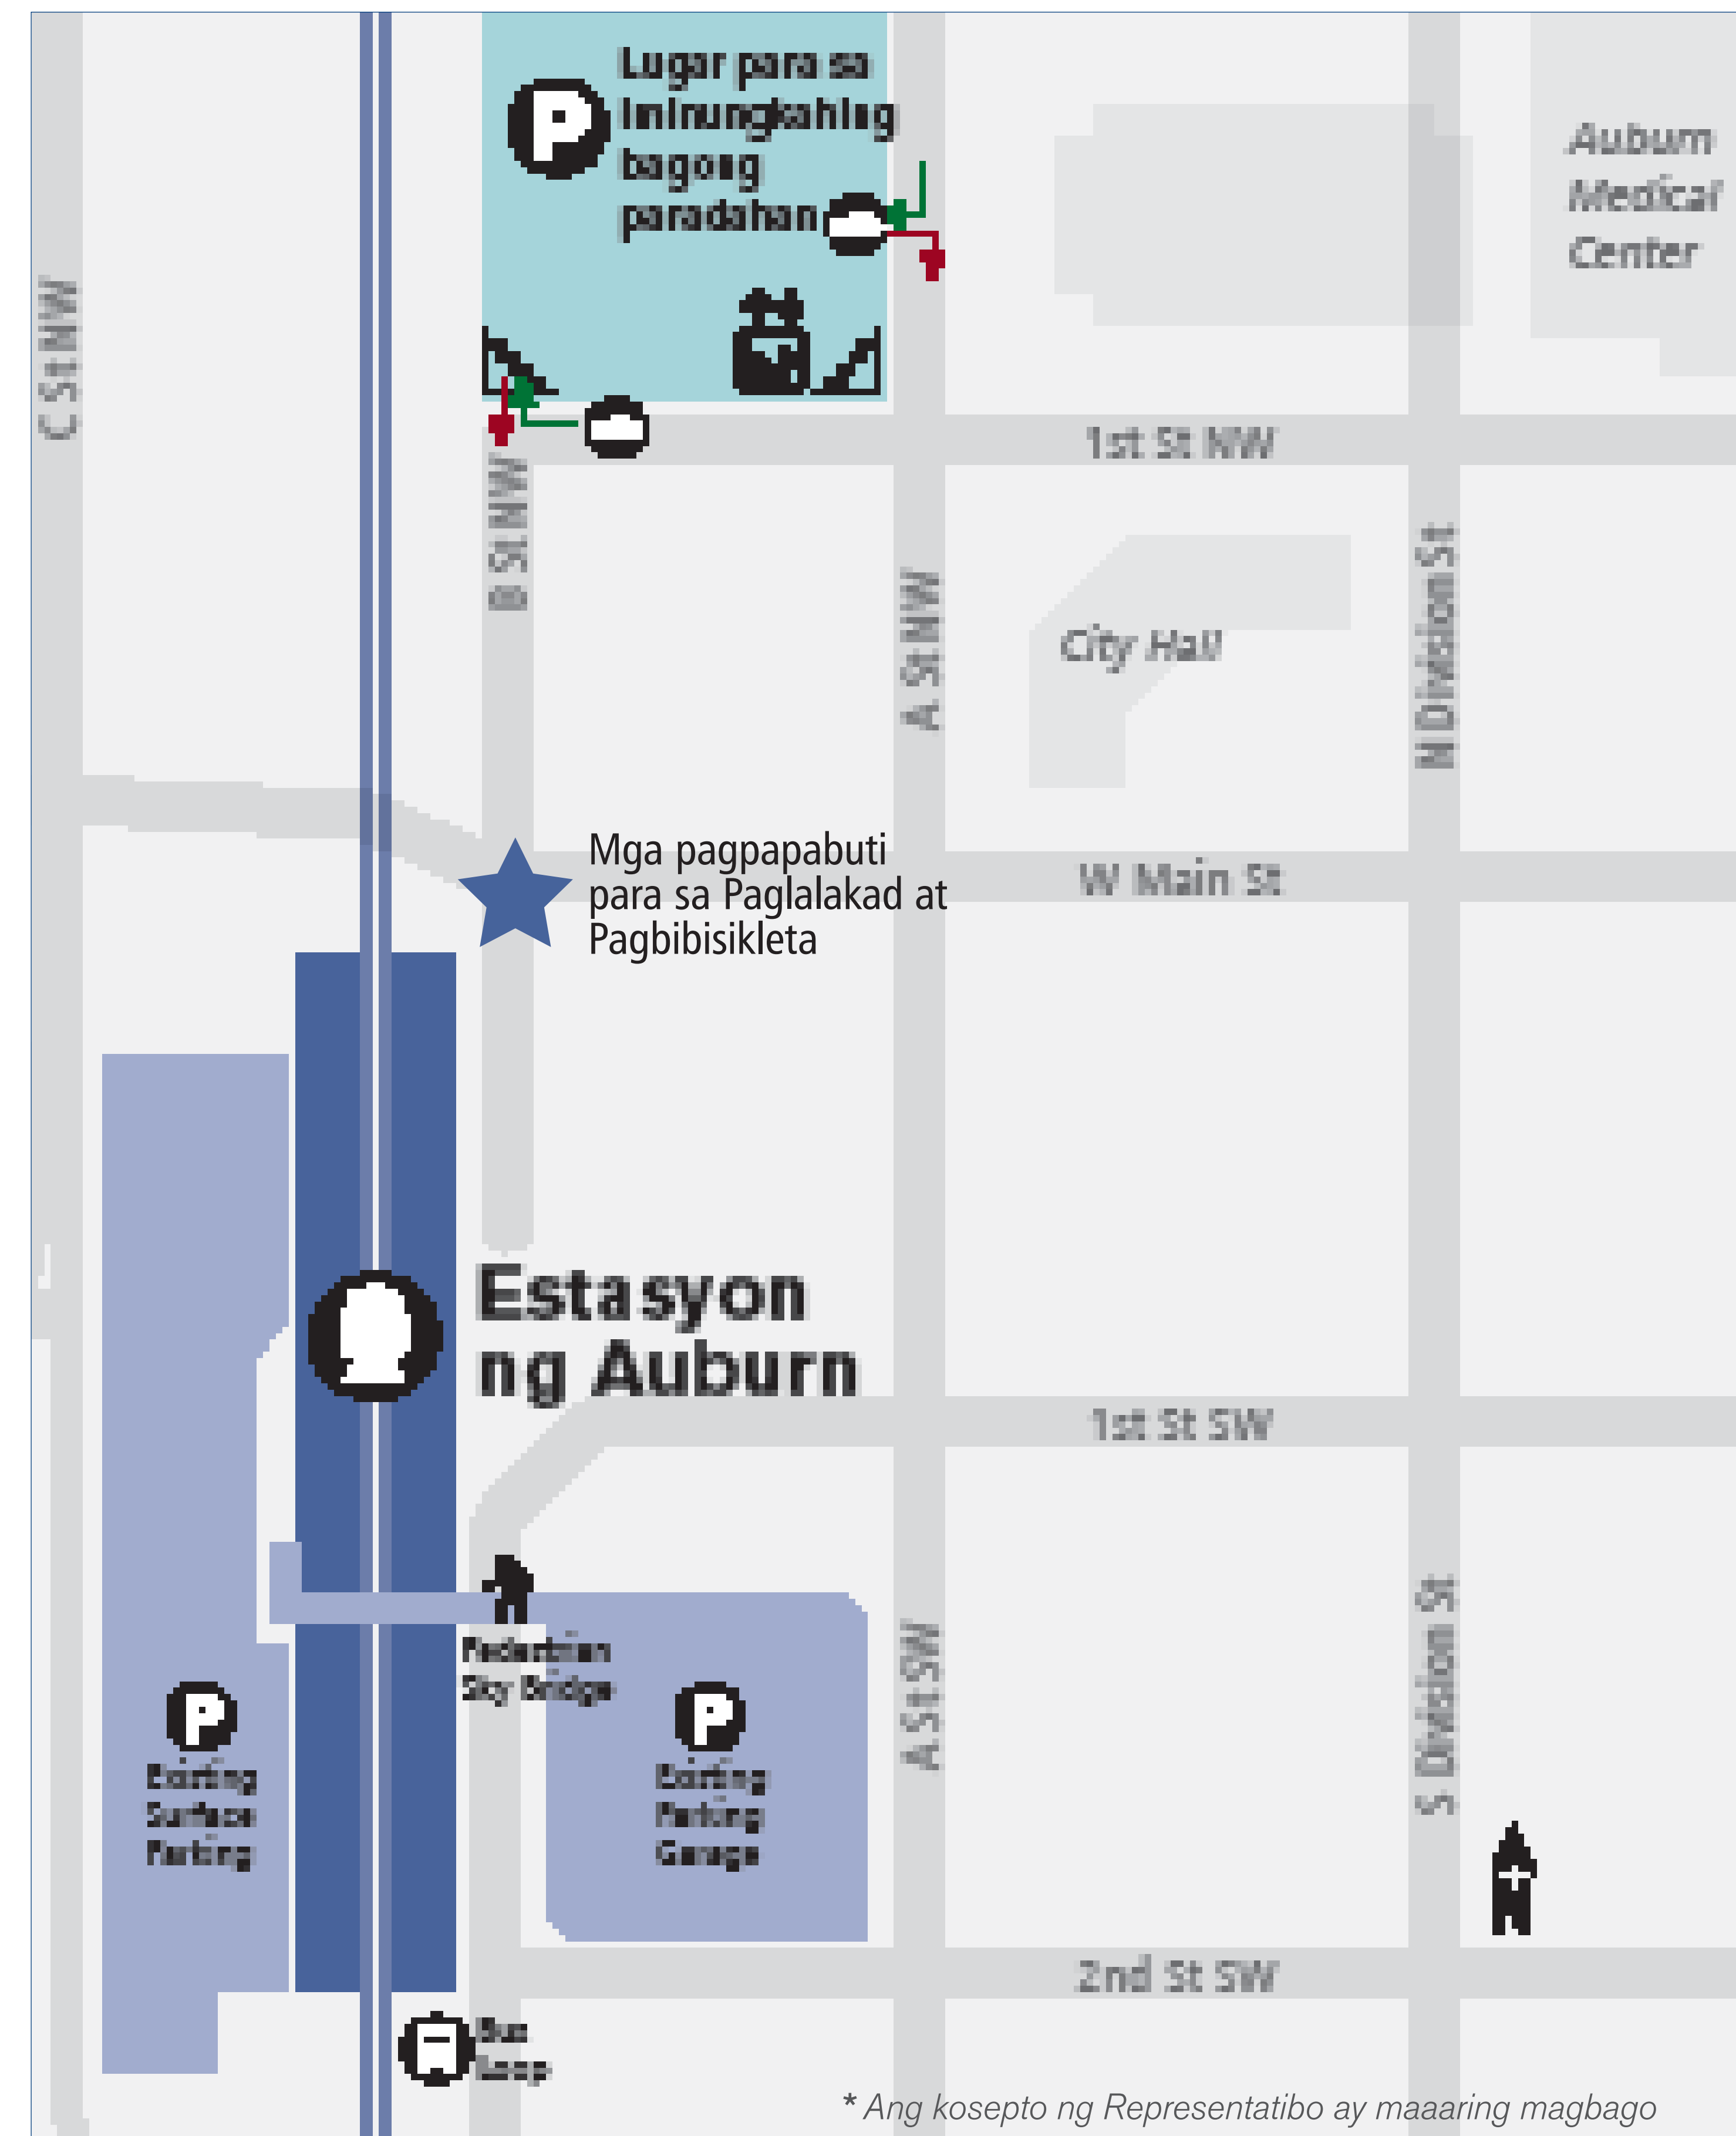 Lugar para sa
iminungkahing
bagong
paradahan
P
Auburn
Medical
Center
C St NW
1st St NW
B St NW
A St NW
N Division St
City Hall
Mga pagpapabuti
para sa Paglalakad at
Pagbibisikleta
W Main St
Estasyon
ng Auburn
1st St SW
Pedestrian
Sky Bridge
A St SW
S Division St
P
Existing
Surface
Parking
P
Existing
Parking
Garage
2nd St SW
Bus
Loop
* Ang kosepto ng Representatibo ay maaaring magbago